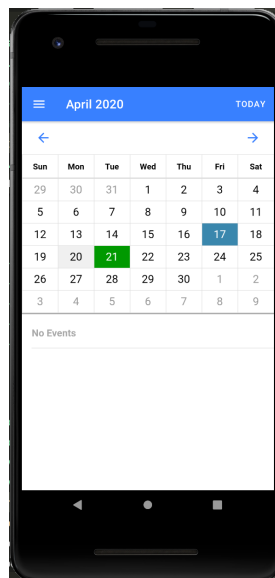 April 2020 TODAY
Sun Mon Tue Wed Thu Fri Sat
29 30 31 1 2 3 4
5 6 7 8 9 10 11
12 13 14 15 16 17 18
19 20 21 22 23 24 25
26 27 28 29 30 1 2
3 4 5 6 7 8 9
No Events